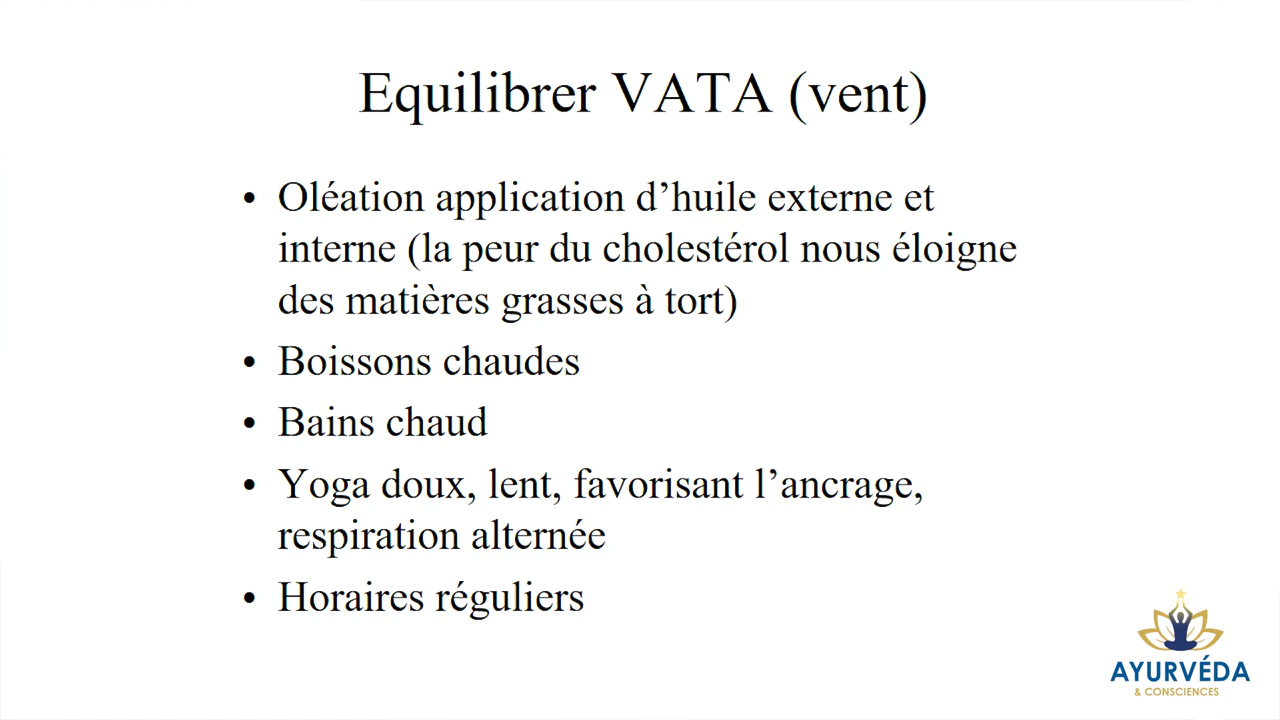 Equilibrer VATA (vent)
• Oléation application d’huile externe et
interne (la peur du cholestérol nous éloigne
des matières grasses à tort)
• Boissons chaudes
• Bains chaud
• Yoga doux, lent, favorisant l’ancrage,
respiration alternée
• Horaires réguliers
AYURVÉDA
& CONSCIENCES